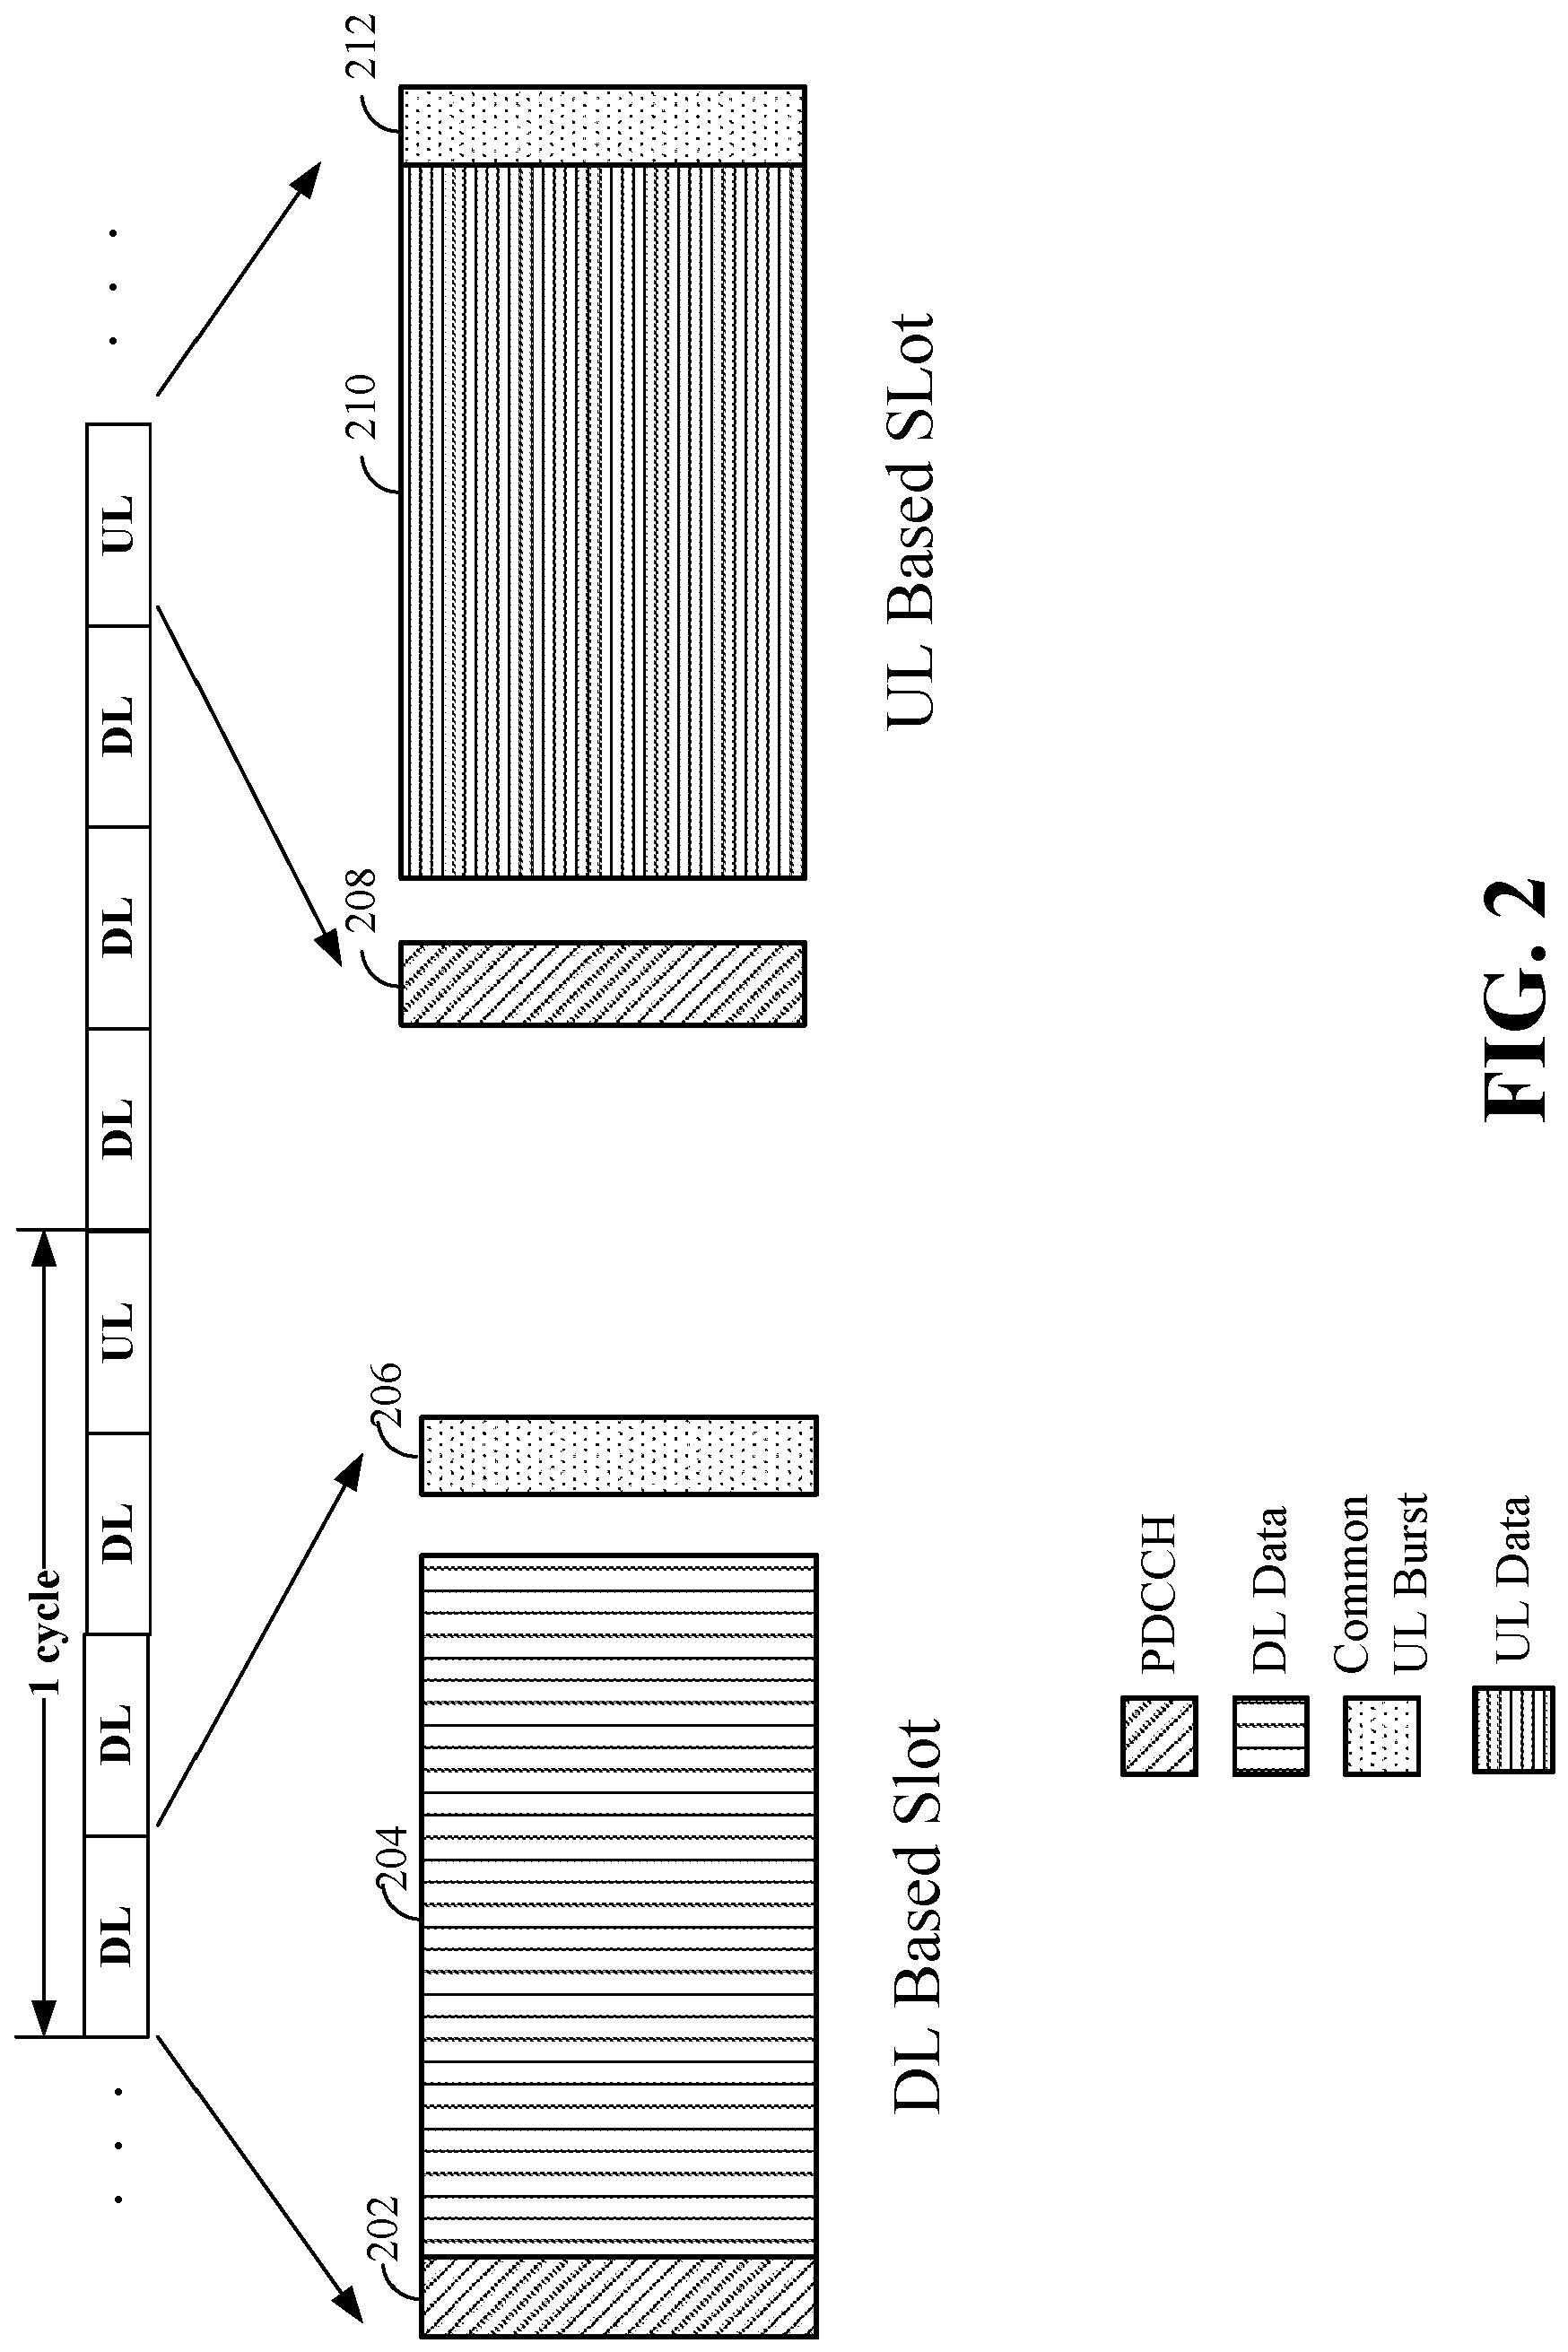 1 cycle
. . .
DL
DL
DL
UL
DL
DL
DL
UL
. . .
202
204
206
208
210
212
DL Based Slot
UL Based SLot
PDCCH
DL Data
Common
UL Burst
UL Data
FIG. 2